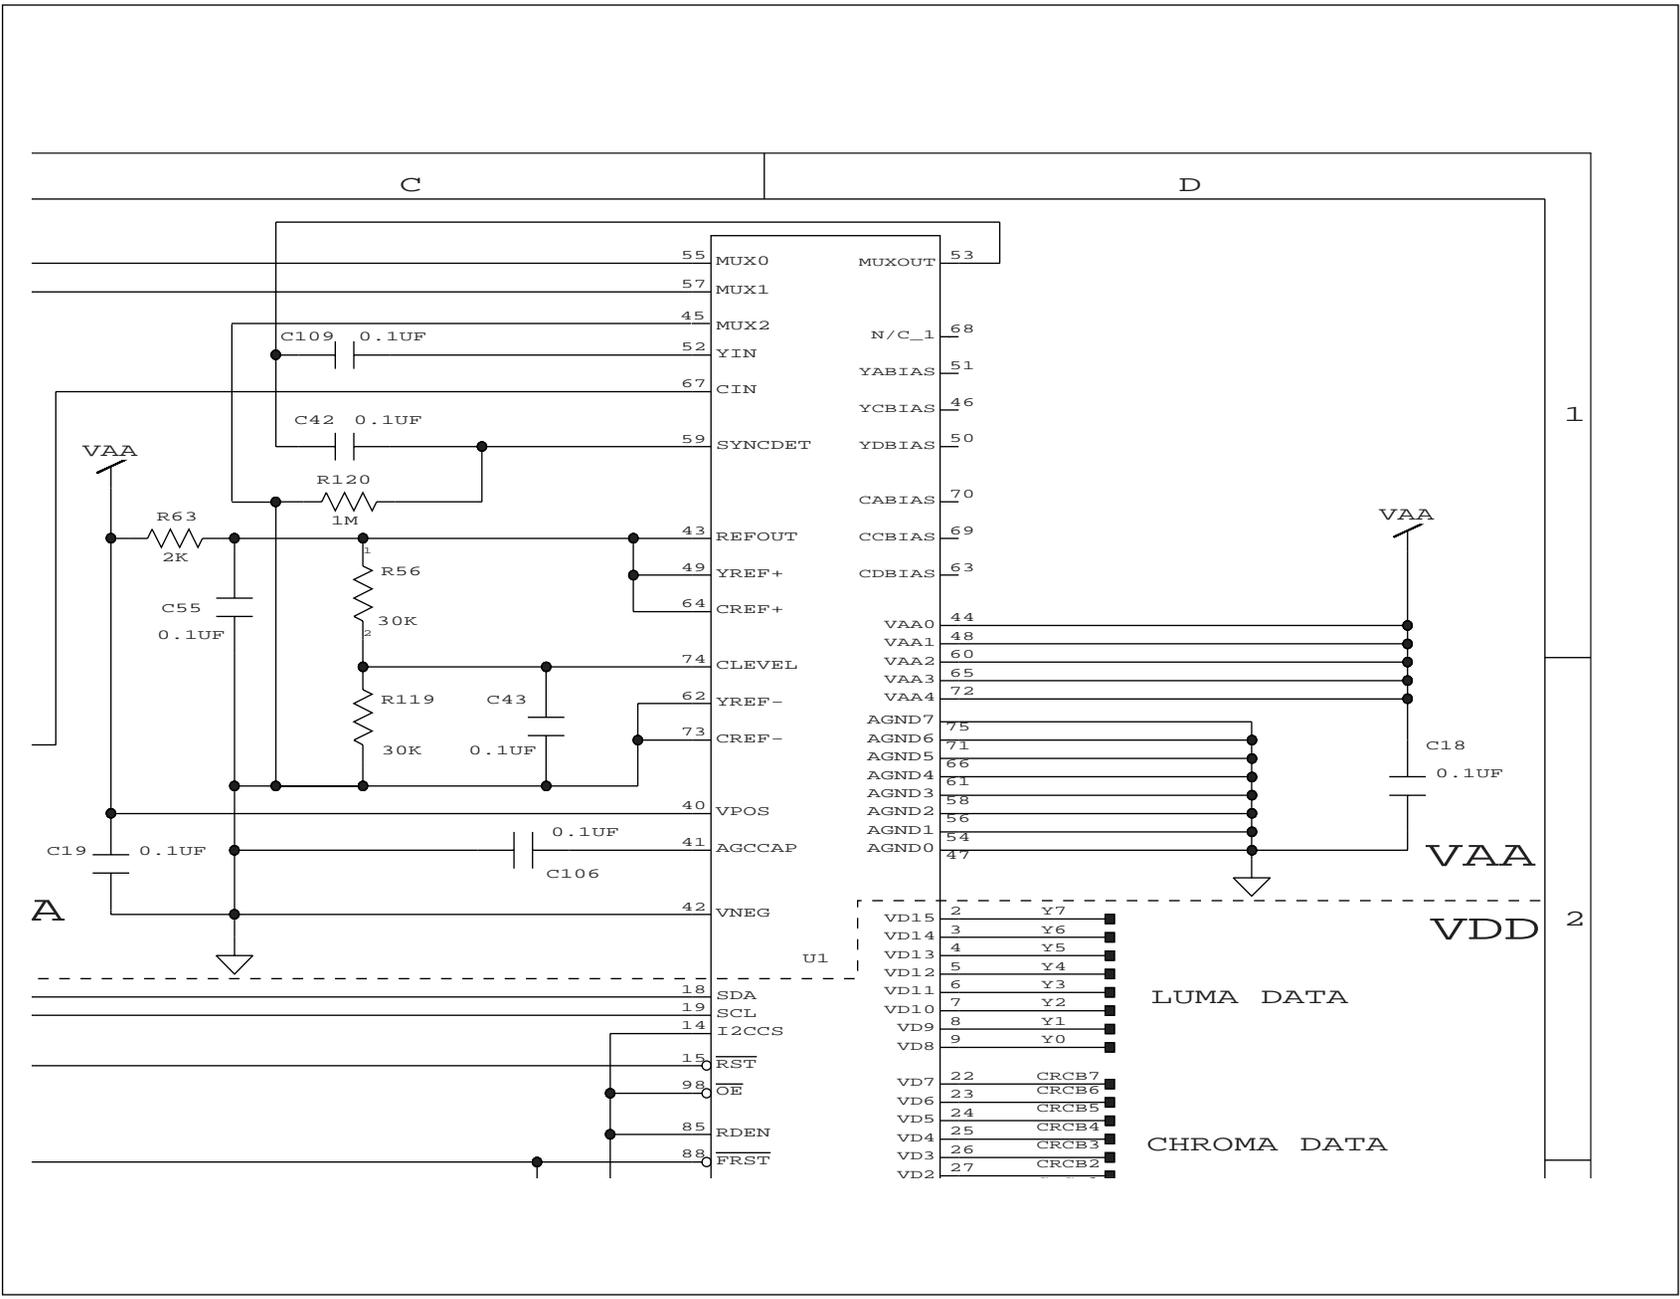 C D
55 MUX0 MUXOUT 53
57 MUX1
45 MUX2
C109 0.1UF
N/C_1 68
52 YIN
YABIAS 51
67 CIN
YCBIAS 46
1
C42 0.1UF
59 SYNCDET YDBIAS 50
VAA
R120
1M
CABIAS 70
VAA
R63
2K
43 REFOUT CCBIAS 69
1
R56
30K
2
49 YREF+ CDBIAS 63
C55
0.1UF
64 CREF+
VAA0 44
VAA1 48
VAA2 60
VAA3 65
VAA4 72
74 CLEVEL
R119
30K
C43
0.1UF
62 YREF-
73 CREF-
AGND7 75
AGND6 71
AGND5 66
AGND4 61
AGND3 58
AGND2 56
AGND1 54
AGND0 47
C18
0.1UF
40 VPOS
0.1UF
C106
41 AGCCAP
C19 0.1UF
VAA
A
42 VNEG
VDD
2
U1
VD15 2 Y7
VD14 3 Y6
VD13 4 Y5
VD12 5 Y4
VD11 6 Y3
VD10 7 Y2
VD9 8 Y1
VD8 9 Y0
LUMA DATA
18 SDA
19 SCL
14 I2CCS
15 RST
98 OE
85 RDEN
88 FRST
VD7 22 CRCB7
VD6 23 CRCB6
VD5 24 CRCB5
VD4 25 CRCB4
VD3 26 CRCB3
VD2 27 CRCB2
CHROMA DATA